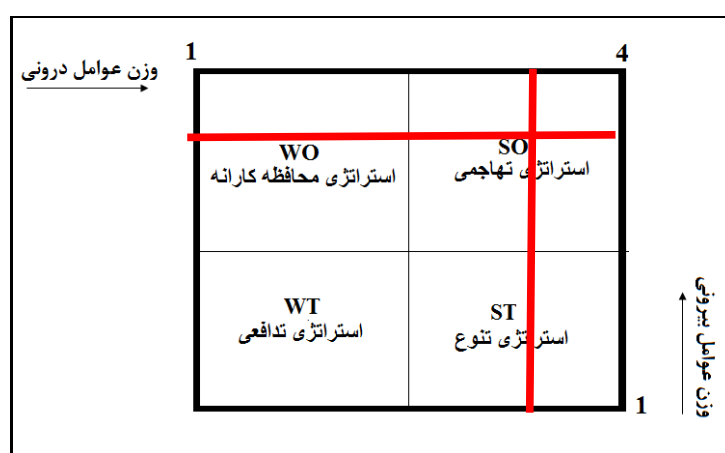 1
4
وزن عوامل درونی
WO
استراتژی محافظه کارانه
SO
استراتژی تهاجمی
WT
استراتژی تدافعی
ST
استراتژی تنوع
وزن عوامل بیرونی
1